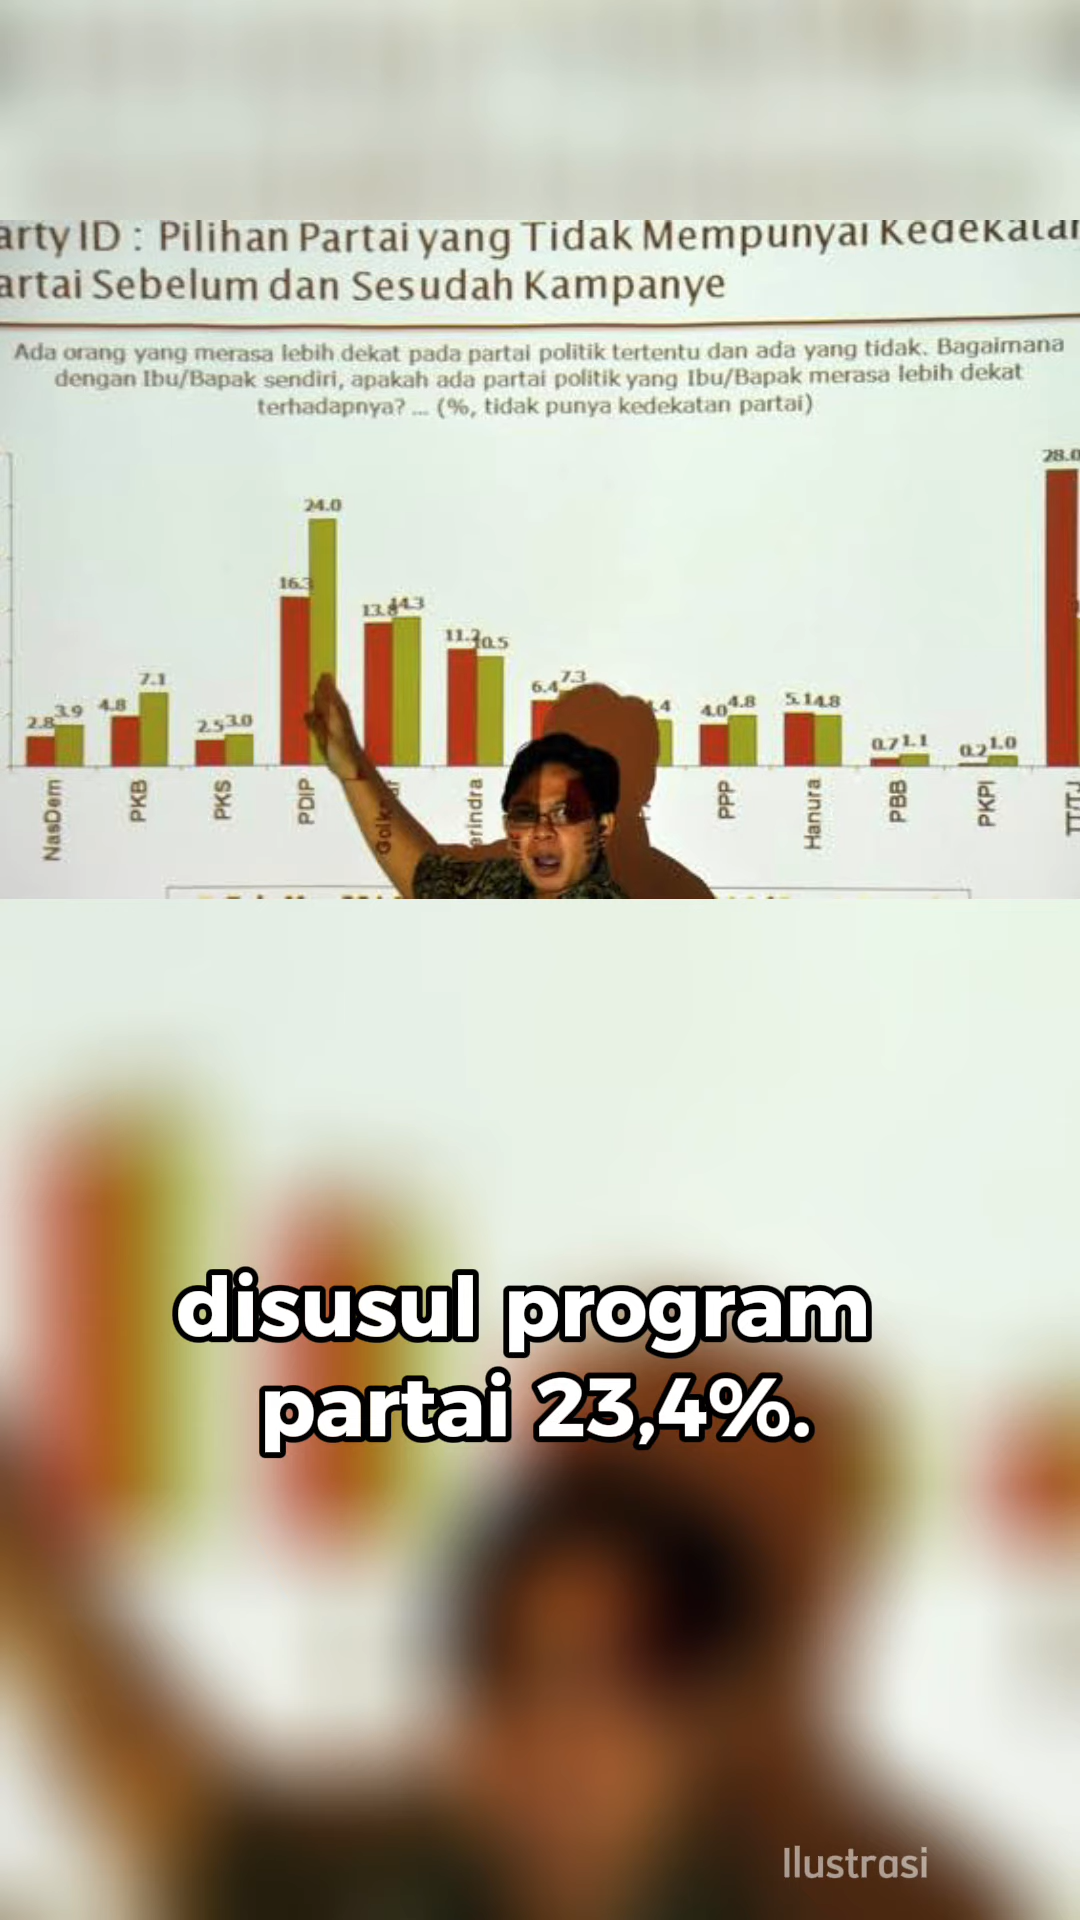 arty ID : Pilihan Partai yang Tidak Mempunyai Kedekatan
artai Sebelum dan Sesudah Kampanye
Ada orang yang merasa lebih dekat pada partai politik tertentu dan ada yang tidak. Bagaimana
dengan Ibu/Bapak sendiri, apakah ada partai politik yang Ibu/Bapak merasa lebih dekat
terhadapnya? ... (%, tidak punya kedekatan partai)
28.0
24.0
16.3
13.8 14.3
11.2 10.5
6.4 7.3
2.8 3.9 4.8 7.1 2.5 3.0 .4 4.0 4.8 5.1 4.8 0.7 1.1 0.2 1.0
NasDem PKB PKS PDIP Golkar erindra PPP Hanura PBB PKPI TT/TJ
disusul program
partai 23,4%.
Ilustrasi